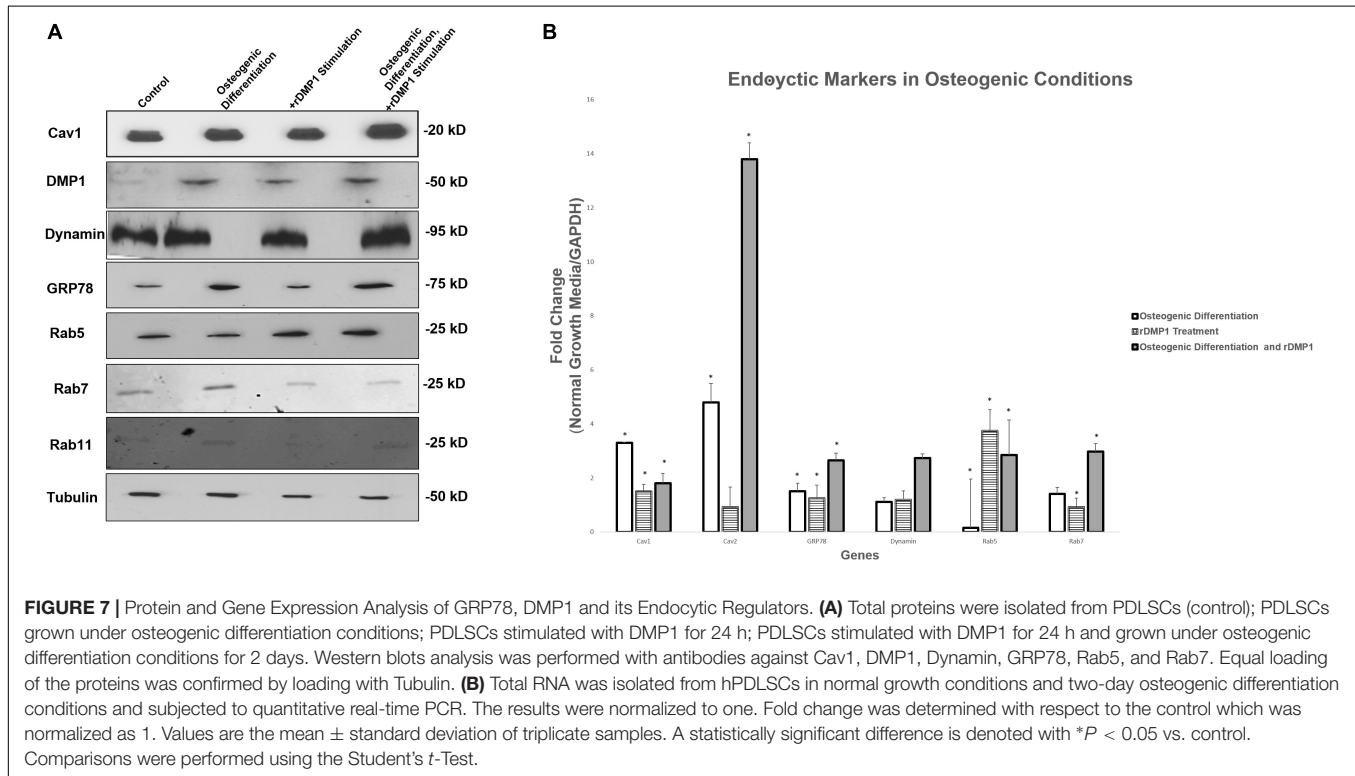 A
Control
Osteogenic
Differentiation
+rDMP1 Stimulation
Osteogenic
Differentiation,
+rDMP1 Stimulation
Cav1
-20 kD
DMP1
-50 kD
Dynamin
-95 kD
GRP78
-75 kD
Rab5
-25 kD
Rab7
-25 kD
Rab11
-25 kD
Tubulin
-50 kD
B
Endoyctic Markers in Osteogenic Conditions
Fold Change
(Normal Growth Media/GAPDH)
16
14
12
10
8
6
4
2
0
* * * * * * * * * * * * *
Cav1 Cav2 GRP78 Dynamin Rab5 Rab7
Genes
Osteogenic Differentiation
rDMP1 Treatment
Osteogenic Differentiation and rDMP1
FIGURE 7 | Protein and Gene Expression Analysis of GRP78, DMP1 and its Endocytic Regulators. (A) Total proteins were isolated from PDLSCs (control); PDLSCs
grown under osteogenic differentiation conditions; PDLSCs stimulated with DMP1 for 24 h; PDLSCs stimulated with DMP1 for 24 h and grown under osteogenic
differentiation conditions for 2 days. Western blots analysis was performed with antibodies against Cav1, DMP1, Dynamin, GRP78, Rab5, and Rab7. Equal loading
of the proteins was confirmed by loading with Tubulin. (B) Total RNA was isolated from hPDLSCs in normal growth conditions and two-day osteogenic differentiation
conditions and subjected to quantitative real-time PCR. The results were normalized to one. Fold change was determined with respect to the control which was
normalized as 1. Values are the mean ± standard deviation of triplicate samples. A statistically significant difference is denoted with *P < 0.05 vs. control.
Comparisons were performed using the Student's t-Test.